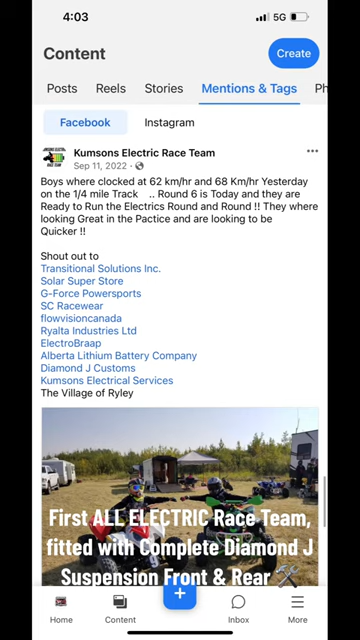 4:03
5G
Content
Create
Posts
Reels
Stories
Mentions & Tags
Ph
Facebook
Instagram
Kumsons Electric Race Team
Sep 11, 2022 ·
Boys where clocked at 62 km/hr and 68 Km/hr Yesterday
on the 1/4 mile Track .. Round 6 is Today and they are
Ready to Run the Electrics Round and Round !! They where
looking Great in the Pactice and are looking to be
Quicker !!
Shout out to
Transitional Solutions Inc.
Solar Super Store
G-Force Powersports
SC Racewear
flowvisioncanada
Ryalta Industries Ltd
ElectroBraap
Alberta Lithium Battery Company
Diamond J Customs
Kumsons Electrical Services
The Village of Ryley
First ALL ELECTRIC Race Team,
fitted with Complete Diamond J
Suspension Front & Rear
Home
Content
Inbox
More